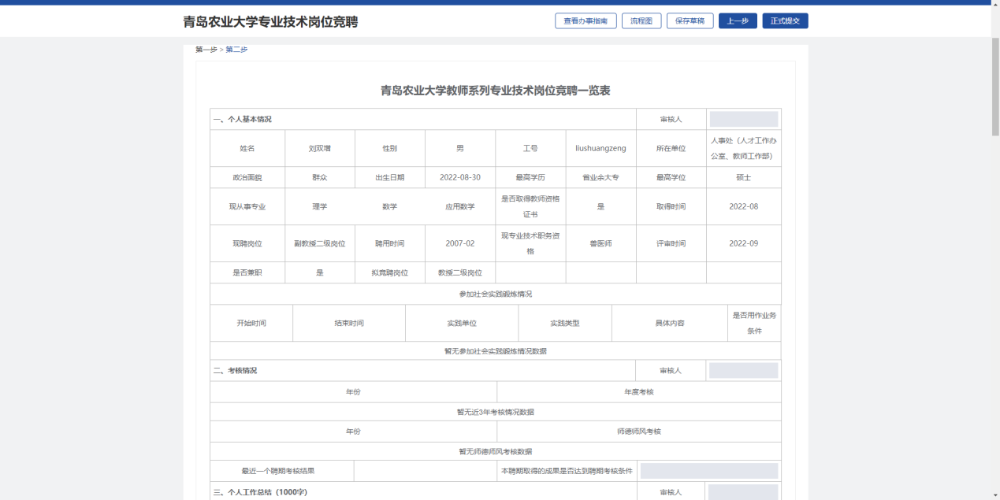 青岛农业大学专业技术岗位竞聘
查看办事指南 流程图 保存草稿 上一步 正式提交
第一步 > 第二步
青岛农业大学教师系列专业技术岗位竞聘一览表
一、个人基本情况 审核人
姓名 刘双增 性别 男 工号 liushuangzeng 所在单位 人事处（人才工作办公室、教师工作部）
政治面貌 群众 出生日期 2022-08-30 最高学历 省业余大专 最高学位 硕士
现从事专业 理学 数学 应用数学 是否取得教师资格证书 是 取得时间 2022-08
现聘岗位 副教授二级岗位 聘用时间 2007-02 现专业技术职务资格 兽医师 评审时间 2022-09
是否兼职 是 拟竞聘岗位 教授二级岗位
参加社会实践锻炼情况
开始时间 结束时间 实践单位 实践类型 具体内容 是否用作业务条件
暂无参加社会实践锻炼情况数据
二、考核情况 审核人
年份 年度考核
暂无近3年考核情况数据
年份 师德师风考核
暂无师德师风考核数据
最近一个聘期考核结果 本聘期取得的成果是否达到聘期考核条件
三、个人工作总结（1000字） 审核人